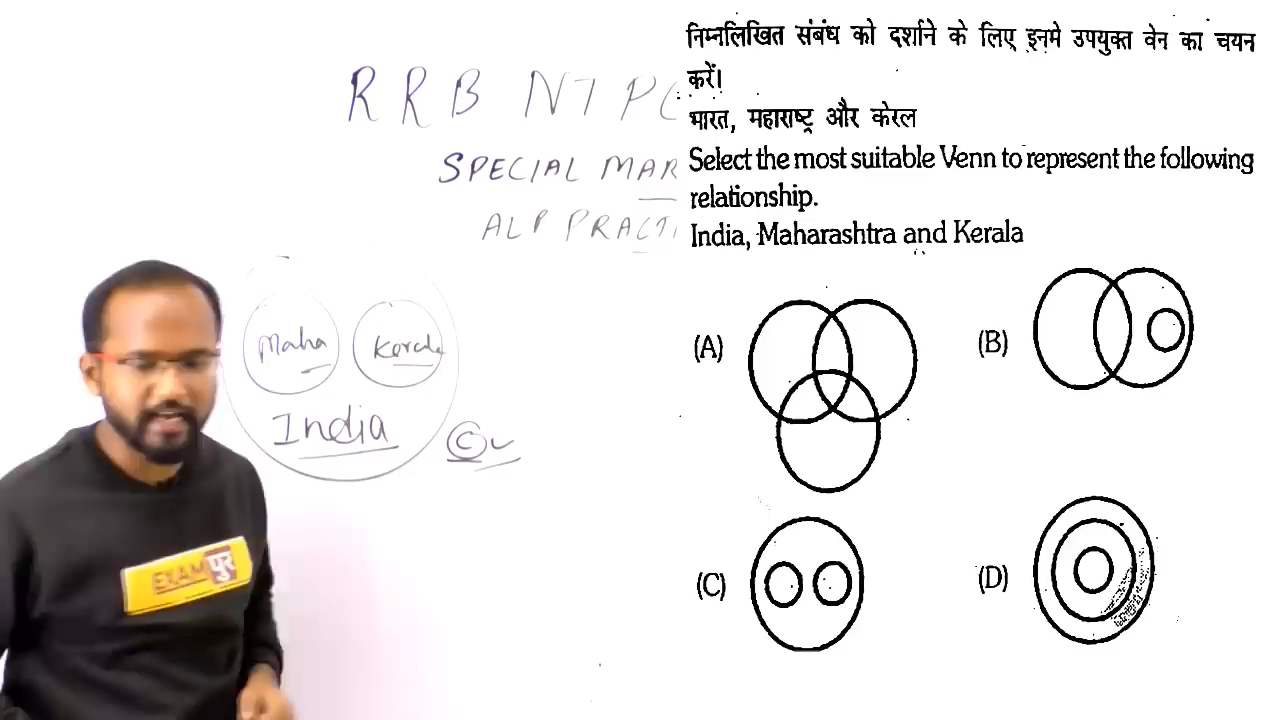 RRB NTPC
SPECIAL MAR
ALP PRACTI
Maha
Kerala
India
C
EXAM पुर
निम्नलिखित संबंध को दर्शाने के लिए इनमे उपयुक्त वेन का चयन
करें।
भारत, महाराष्ट्र और केरल
Select the most suitable Venn to represent the following
relationship.
India, Maharashtra and Kerala
(A)
(B)
(C)
(D)